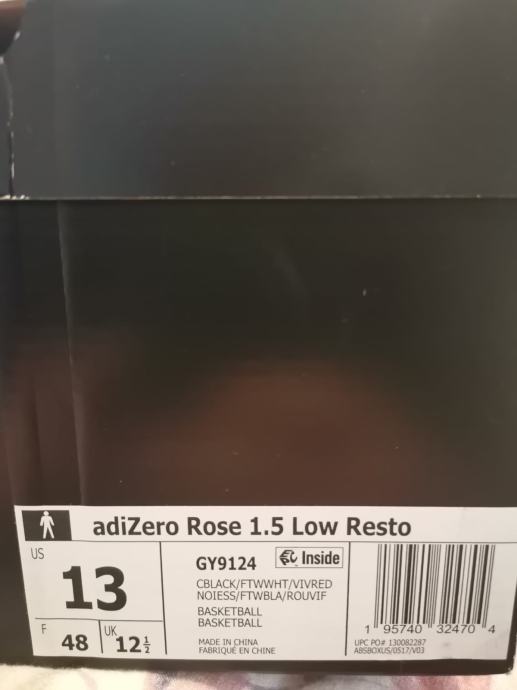 adiZero Rose 1.5 Low Resto
US
13
F
48
UK
12½
GY9124
Inside
CBLACK/FTWWHT/VIVRED
NOIESS/FTWBLA/ROUVIF
BASKETBALL
BASKETBALL
MADE IN CHINA
FABRIQUÉ EN CHINE
1 95740 32470 4
UPC PO# 130082287
ABSBOXUS/0517/V03